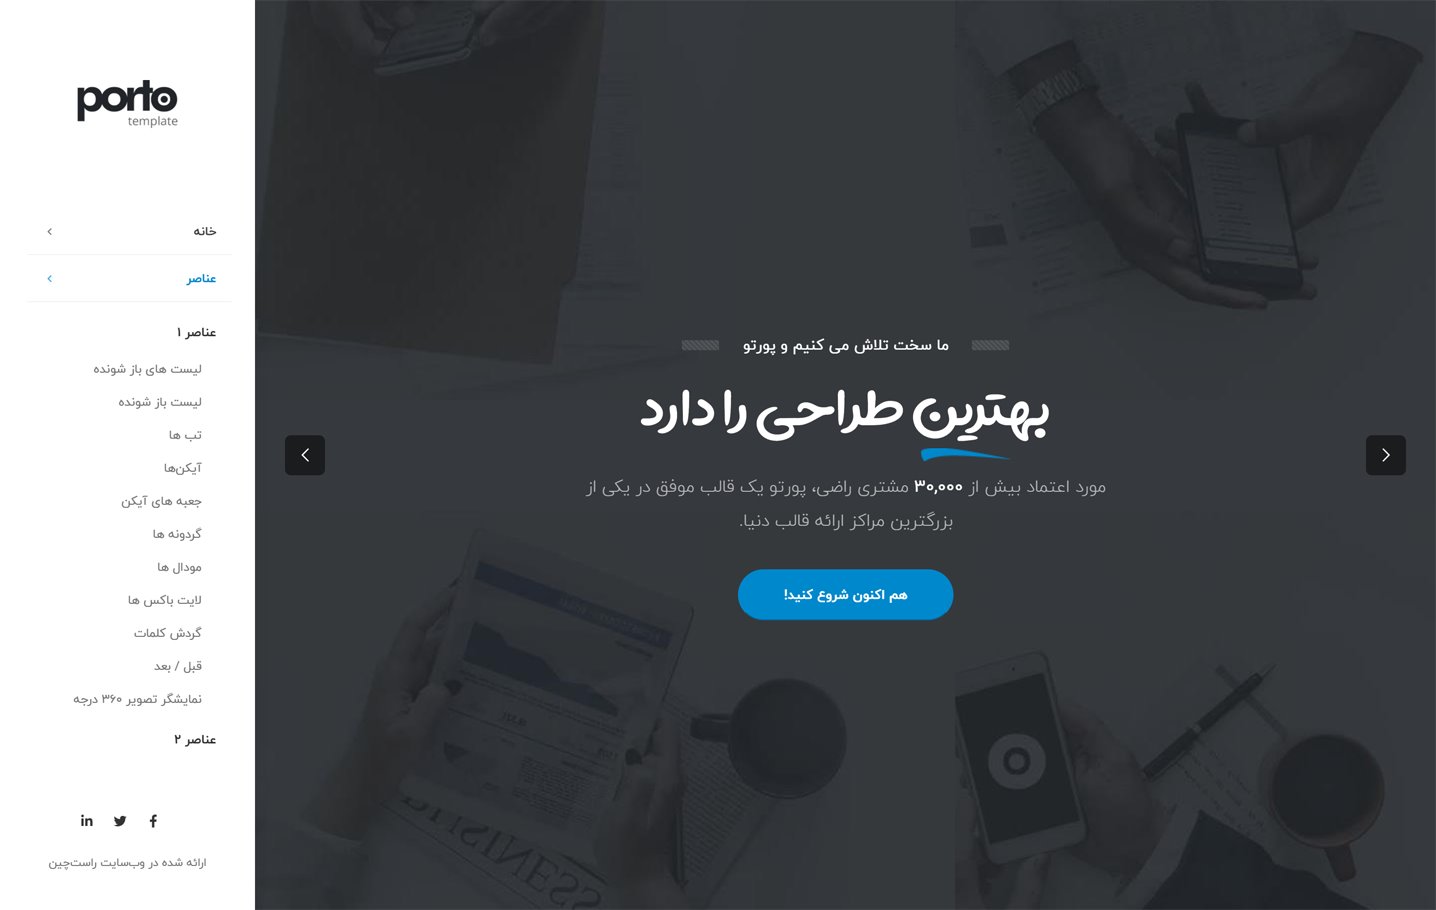 porto
template
خانه
عناصر
عناصر ۱
لیست های باز شونده
لیست باز شونده
تب ها
آیکن‌ها
جعبه های آیکن
گردونه ها
مودال ها
لایت باکس ها
گردش کلمات
قبل / بعد
نمایشگر تصویر ۳۶۰ درجه
عناصر ۲
ارائه شده در وب‌سایت راست‌چین
ما سخت تلاش می کنیم و پورتو
بهترین طراحی را دارد
مورد اعتماد بیش از ۳۰,۰۰۰ مشتری راضی، پورتو یک قالب موفق در یکی از
بزرگترین مراکز ارائه قالب دنیا.
هم اکنون شروع کنید!
BUSINESS